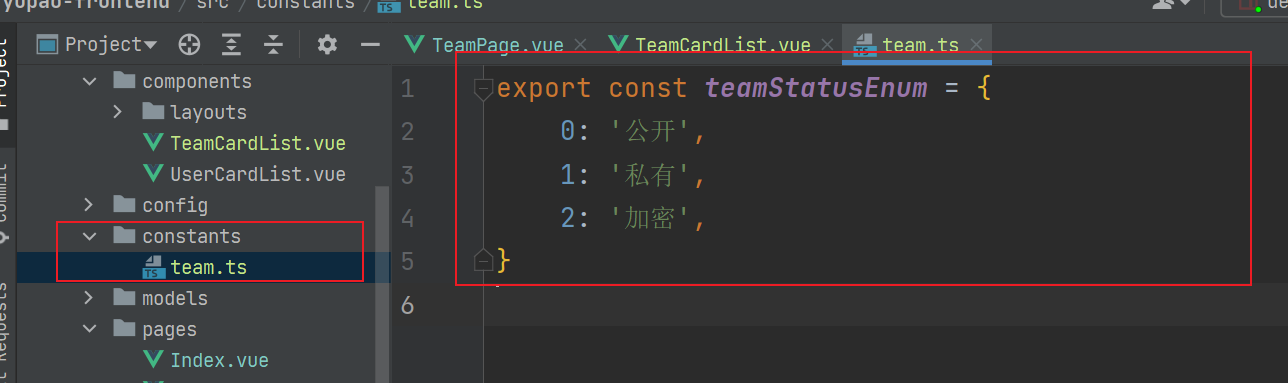 yupao-frontend / src / constants / team.ts
Project
TeamPage.vue
TeamCardList.vue
team.ts
Project
Commit
components
layouts
TeamCardList.vue
UserCardList.vue
config
constants
team.ts
models
pages
Index.vue
1 export const teamStatusEnum = {
2 0: '公开',
3 1: '私有',
4 2: '加密',
5 }
6